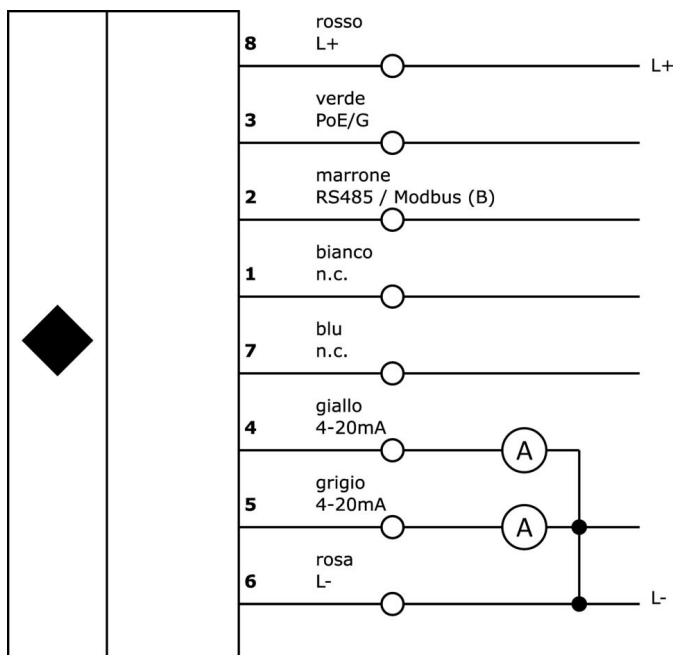 rosso
8 L+
L+
verde
3 PoE/G
marrone
2 RS485 / Modbus (B)
bianco
1 n.c.
blu
7 n.c.
giallo
4 4-20mA
A
grigio
5 4-20mA
A
rosa
6 L-
L-